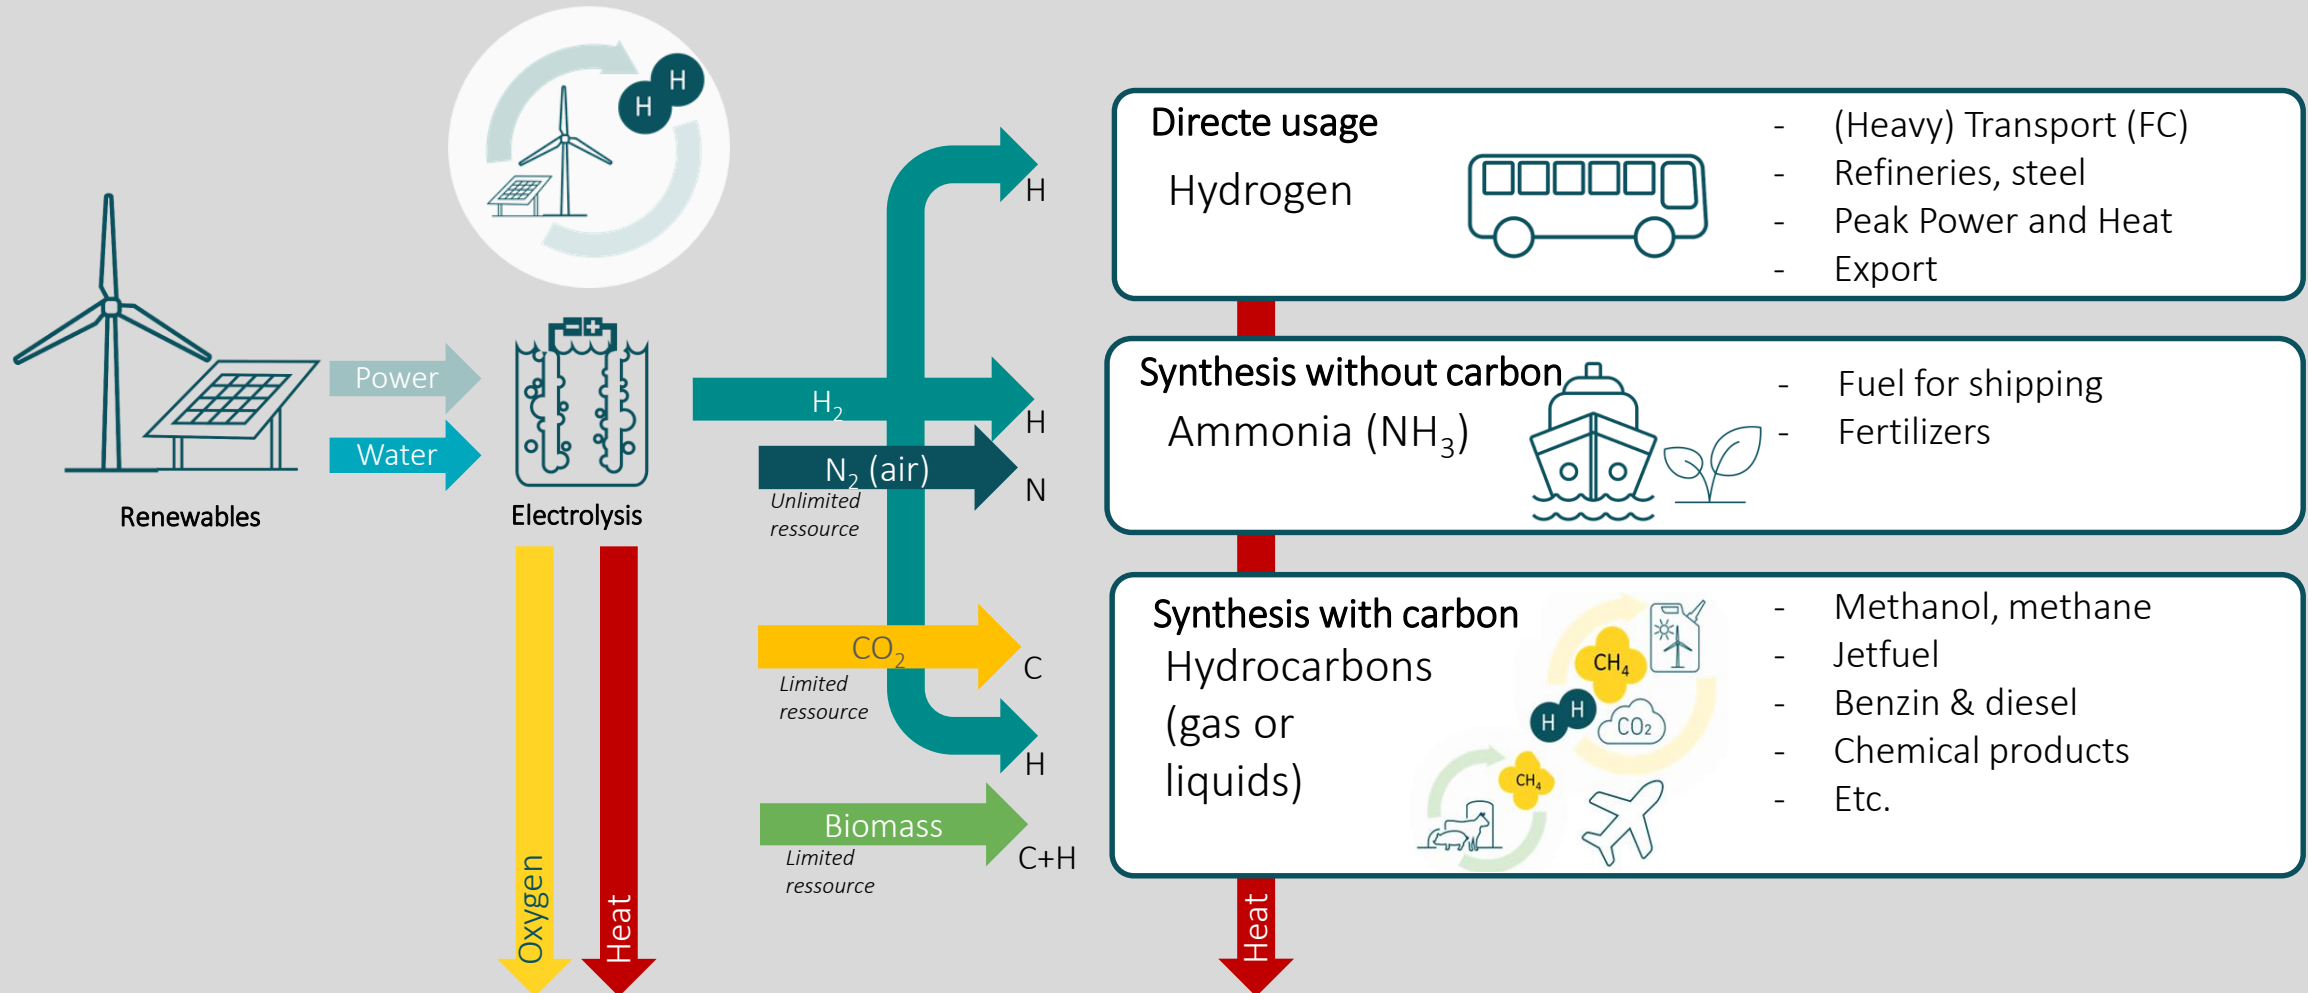 H
H
Renewables
Power
Water
Electrolysis
Oxygen
Heat
H₂
N₂ (air)
Unlimited
ressource
CO₂
Limited
ressource
Biomass
Limited
ressource
H
H
N
C
H
C+H
Directe usage
Hydrogen
- (Heavy) Transport (FC)
- Refineries, steel
- Peak Power and Heat
- Export
Synthesis without carbon
Ammonia (NH₃)
- Fuel for shipping
- Fertilizers
Synthesis with carbon
Hydrocarbons
(gas or
liquids)
CH₄
H H
CO₂
CH₄
- Methanol, methane
- Jetfuel
- Benzin & diesel
- Chemical products
- Etc.
Heat